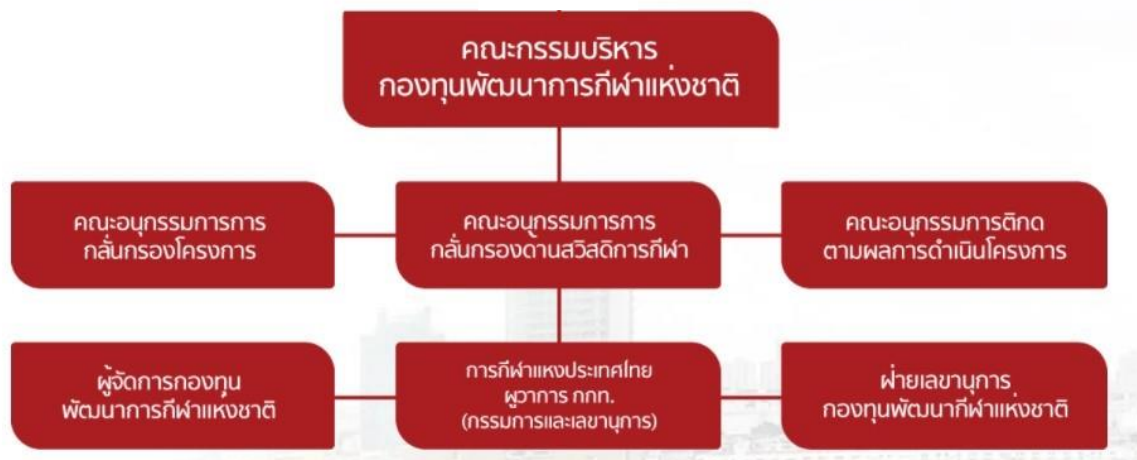 คณะกรรมบริหาร
กองทุนพัฒนาการกีฬาแห่งชาติ
คณะอนุกรรมการการ
กลั่นกรองโครงการ
คณะอนุกรรมการการ
กลั่นกรองด้านสวิสดิการกีฬา
คณะอนุกรรมการติกด
ตามผลการดำเนินโครงการ
ผู้จัดการกองทุน
พัฒนาการกีฬาแห่งชาติ
การกีฬาแหงประเทศไทย
ผูวาการ กกท.
(กรรมการและเลขานุการ)
ฝ่ายเลขานุการ
กองทุนพัฒนากีฬาแห่งชาติ